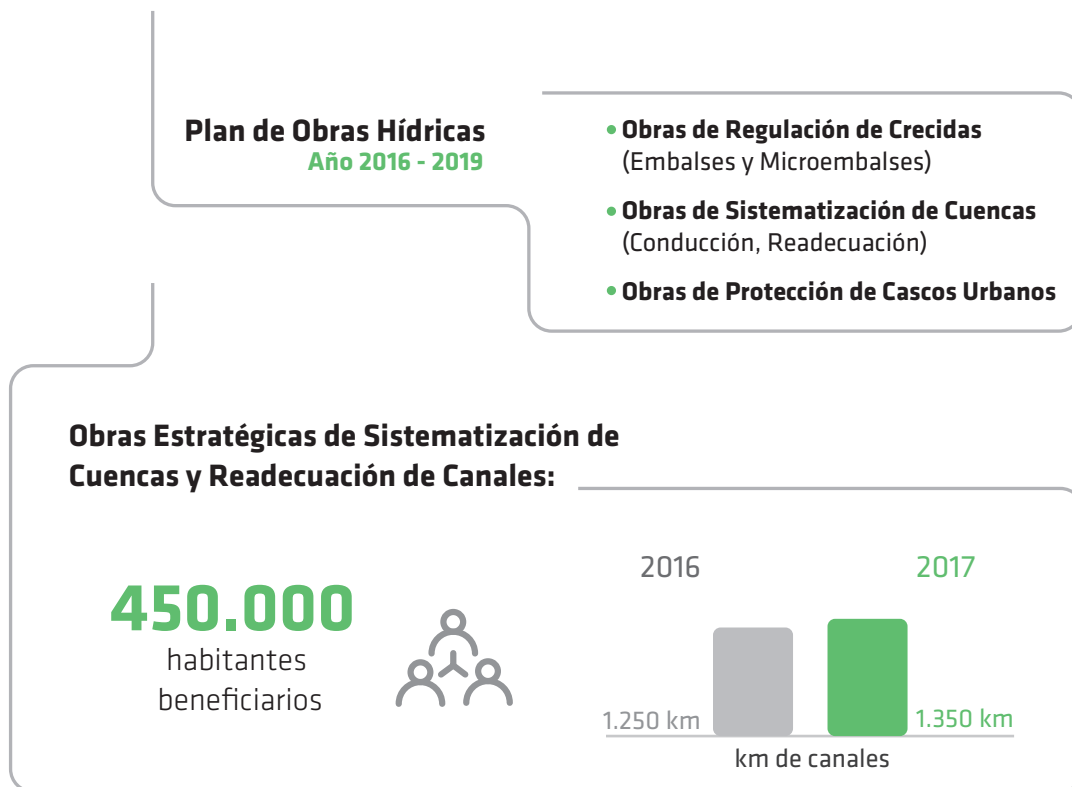 Plan de Obras Hídricas
Año 2016 - 2019
• Obras de Regulación de Crecidas
(Embalses y Microembalses)
• Obras de Sistematización de Cuencas
(Conducción, Readecuación)
• Obras de Protección de Cascos Urbanos
Obras Estratégicas de Sistematización de
Cuencas y Readecuación de Canales:
450.000
habitantes
beneficiarios
2016
2017
1.250 km
1.350 km
km de canales